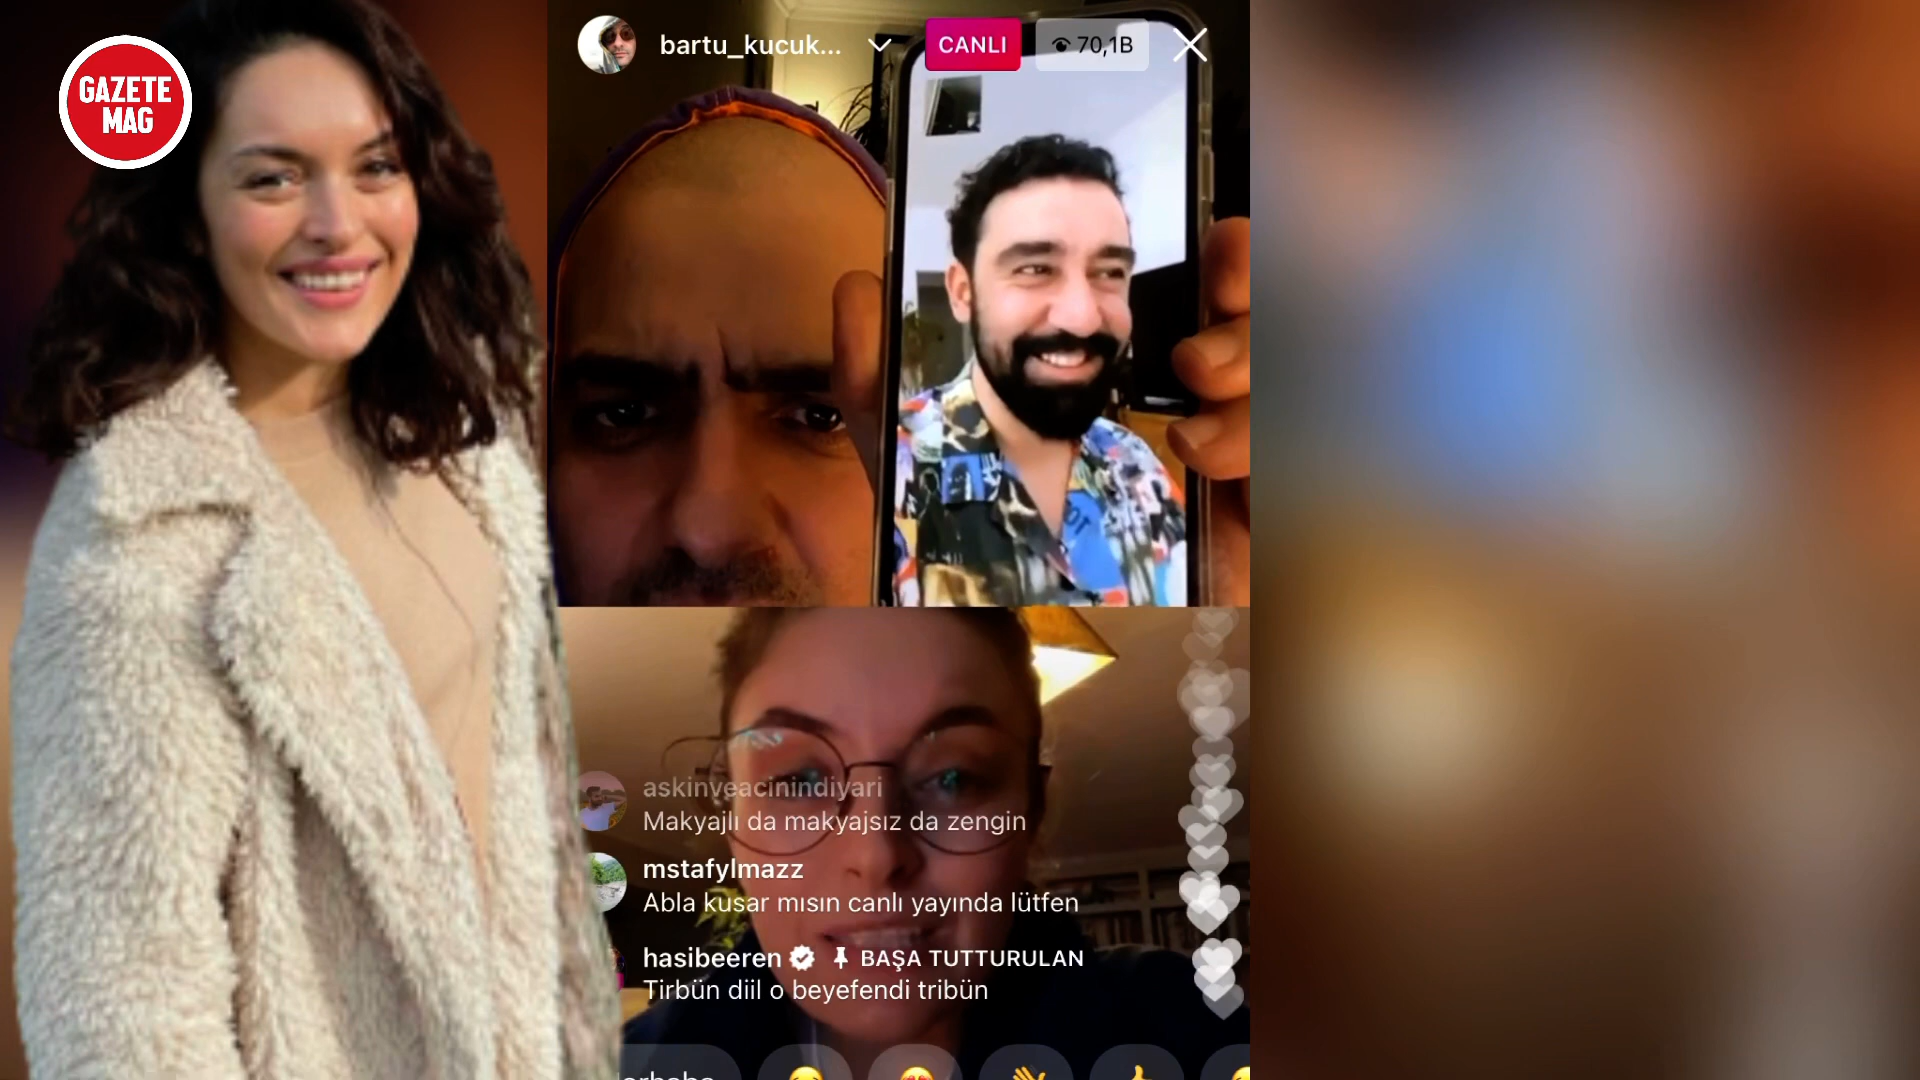 GAZETE
MAG
bartu_kucuk...
CANLI
70,1B
askinveacinindiyari
Makyajlı da makyajsız da zengin
mstafylmazz
Abla kusar mısın canlı yayında lütfen
hasibeeren
BAŞA TUTTURULAN
Tirbün diil o beyefendi tribün